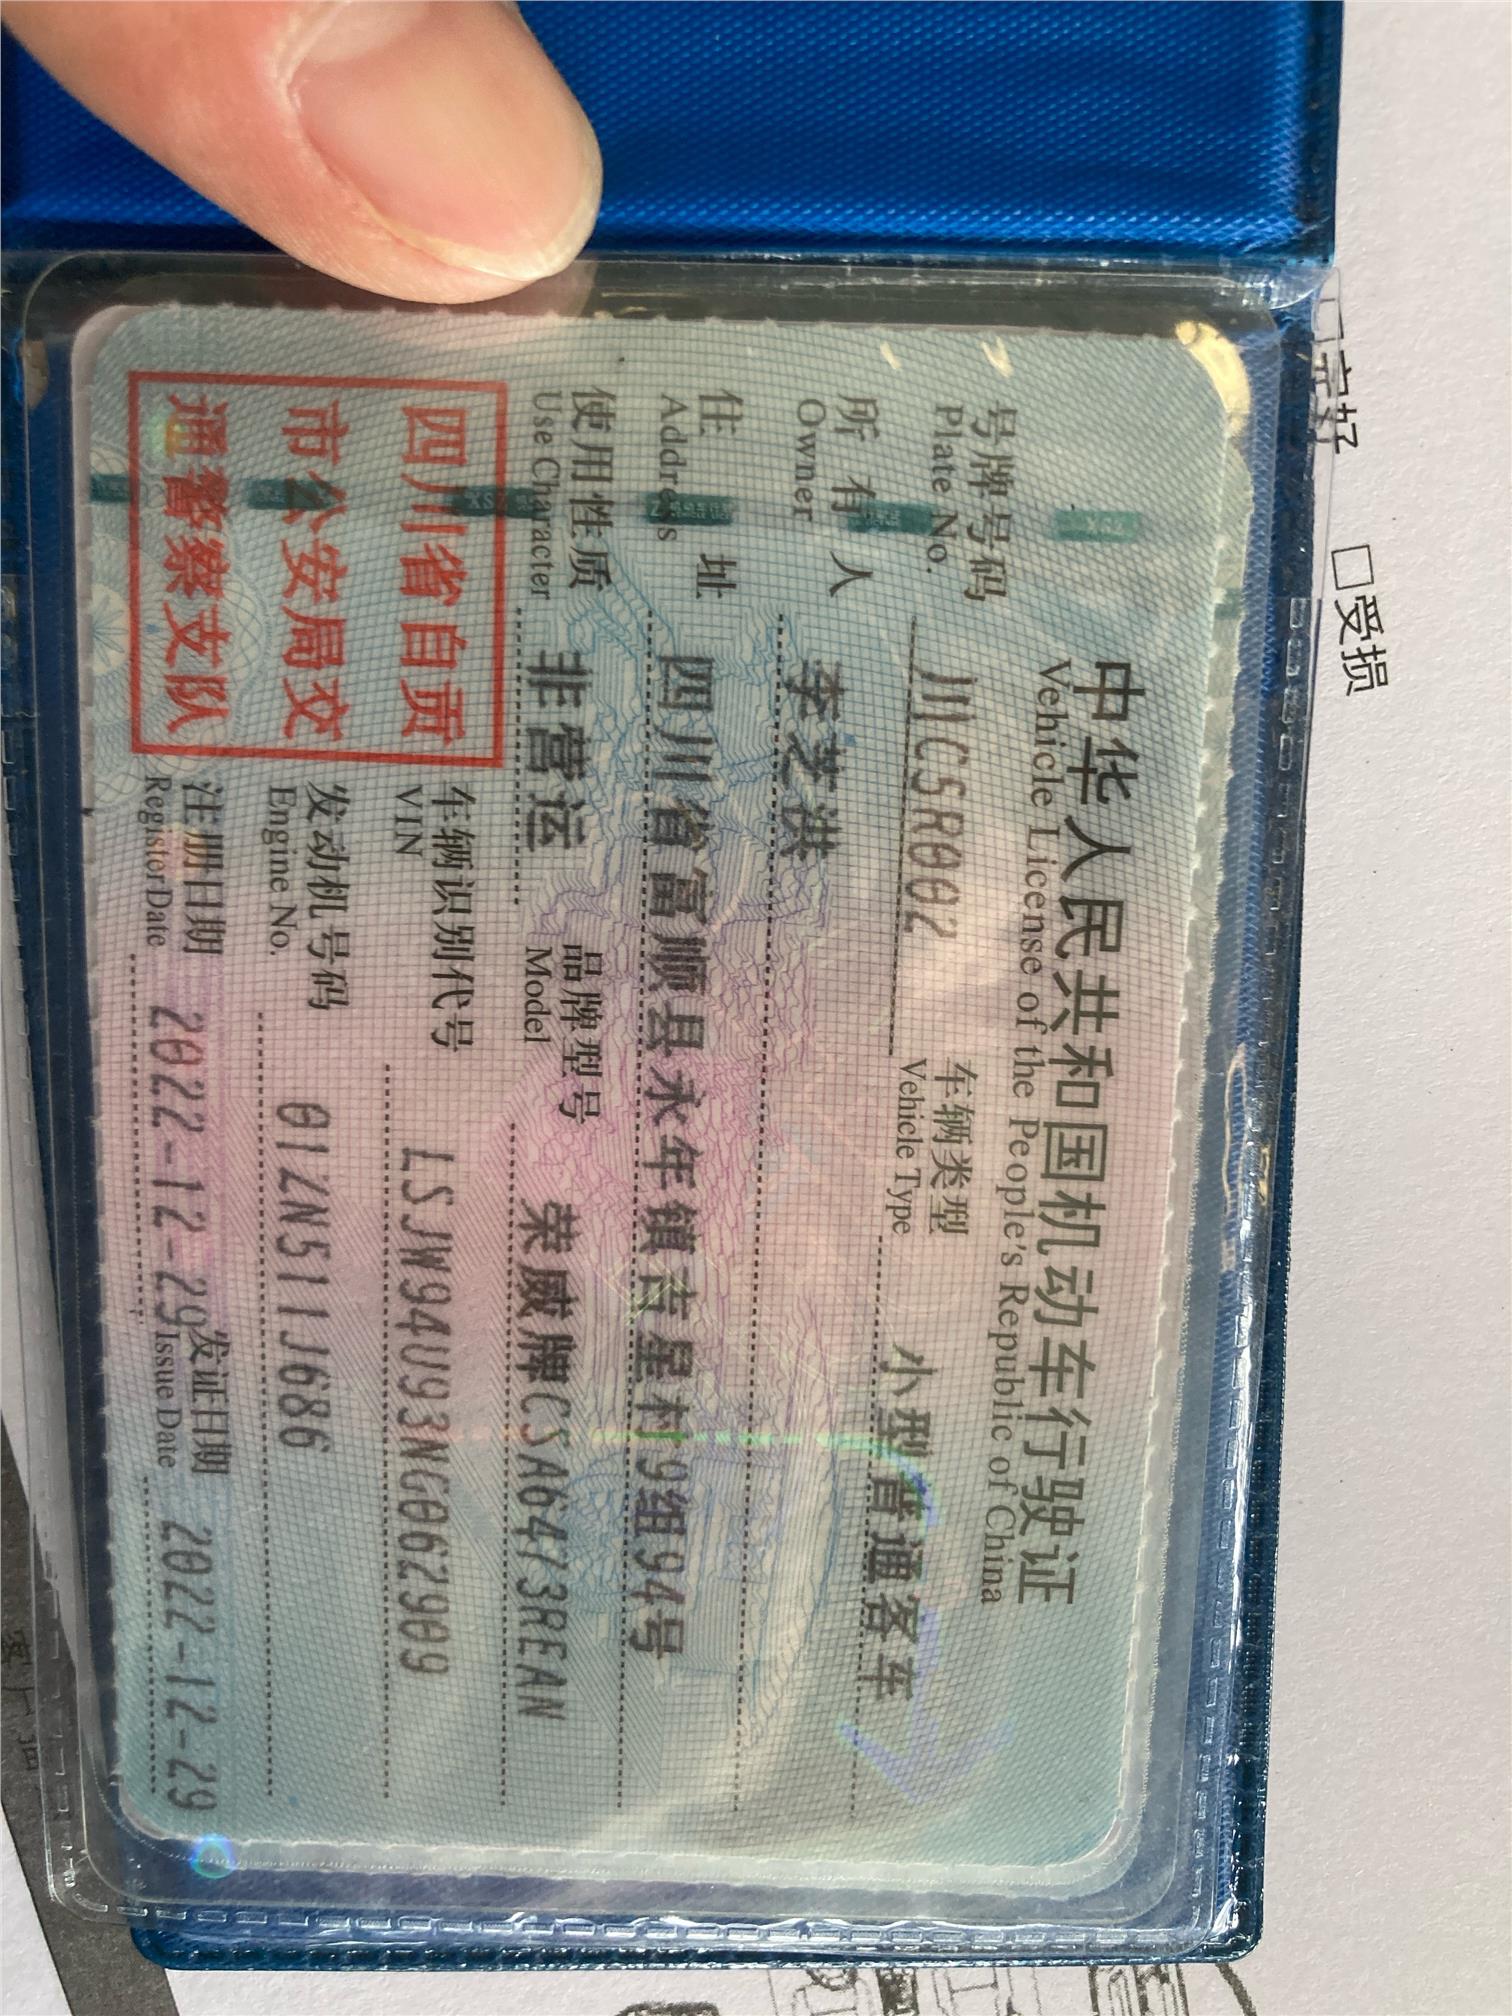 中华人民共和国机动车行驶证
Vehicle License of the People's Republic of China
号牌号码 川C5R002 车辆类型 小型普通客车
Plate No. Vehicle Type
所有人 李芝洪
Owner
住址 四川省富顺县永年镇吉星村9组94号
Address
使用性质 非营运 品牌型号 荣威牌CSA6473REAN
Use Character Model
四川省自贡
市公安局交
通警察支队
车辆识别代号 LSJW94U93NG062909
VIN
发动机号码 01ZN511J686
Engine No.
注册日期 2022-12-29 发证日期 2022-12-29
Register Date Issue Date
□完好
□受损